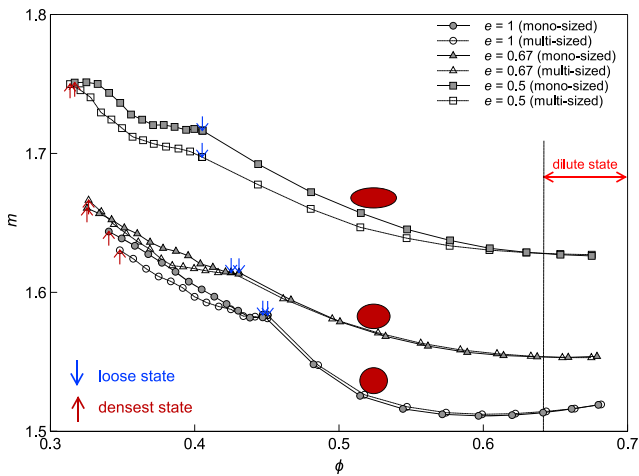 1.8
1.7
1.6
1.5
m
0.3
0.4
0.5
0.6
0.7
ϕ
e = 1 (mono-sized)
e = 1 (multi-sized)
e = 0.67 (mono-sized)
e = 0.67 (multi-sized)
e = 0.5 (mono-sized)
e = 0.5 (multi-sized)
dilute state
loose state
densest state